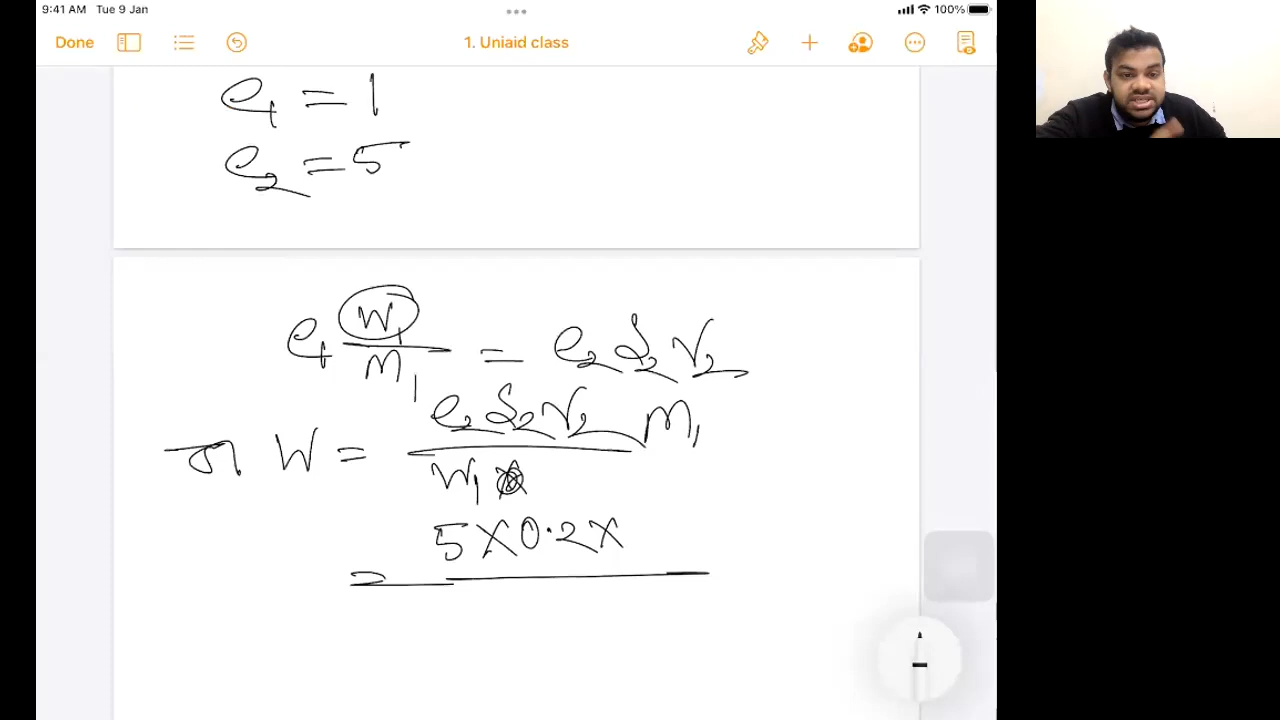 9:41 AM Tue 9 Jan
100%
Done
1. Uniaid class
e₁ = 1
e₂ = 5
e₁ W₁/M₁ = e₂ S₂ V₂
বা W = e₂ S₂ V₂ M₁ / W₁
= 5 × 0.2 ×